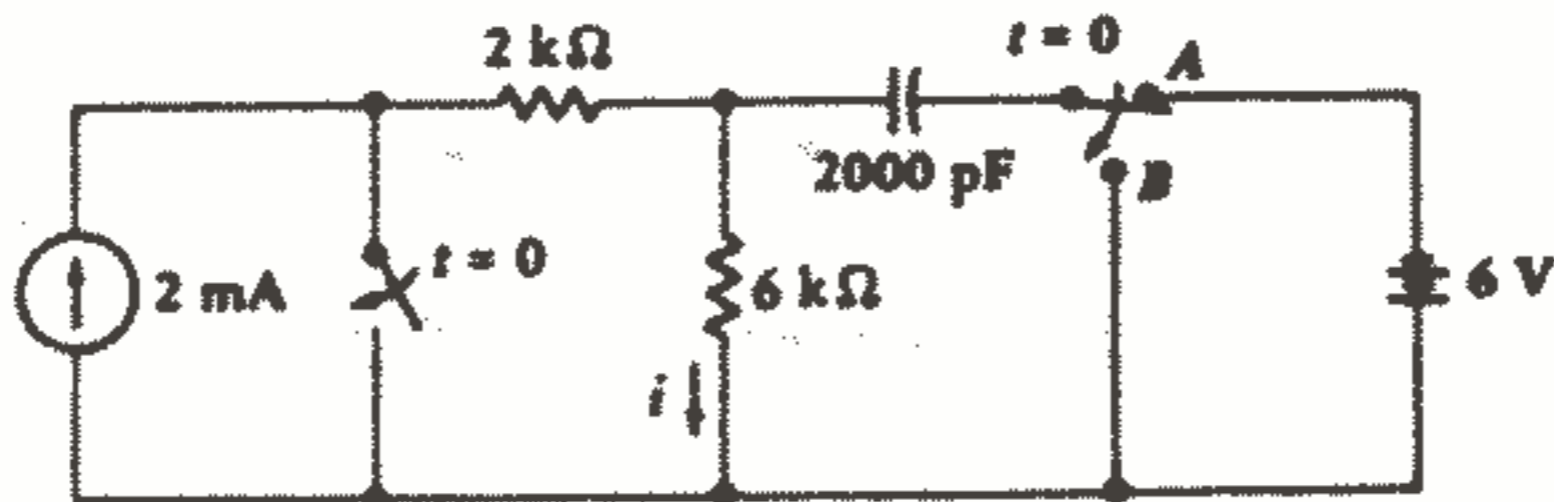 2 kΩ
t = 0
A
2000 pF
B
t = 0
2 mA
6 kΩ
6 V
i